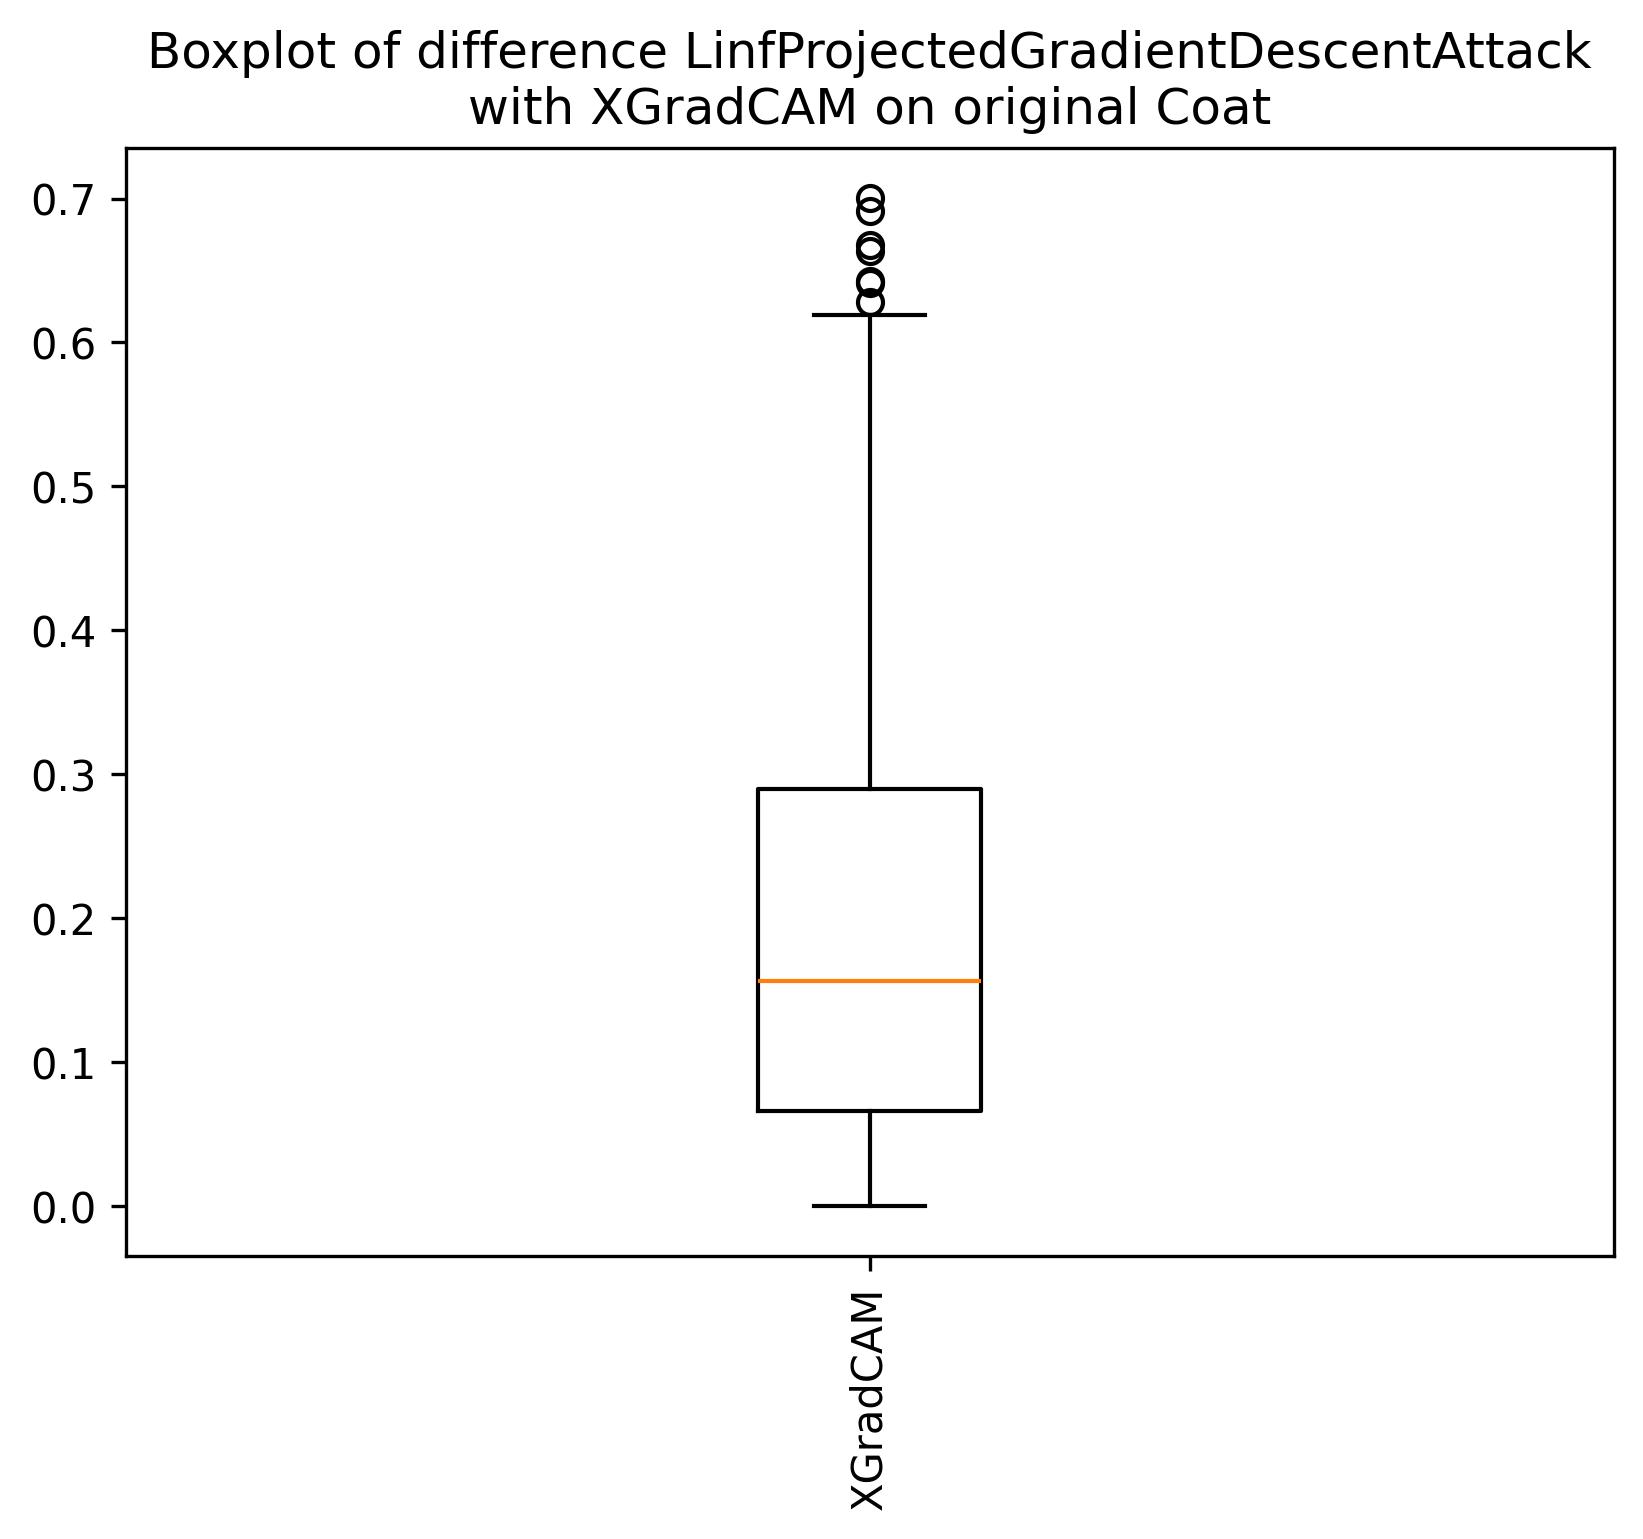 Boxplot of difference LinfProjectedGradientDescentAttack
with XGradCAM on original Coat
0.7
0.6
0.5
0.4
0.3
0.2
0.1
0.0
XGradCAM